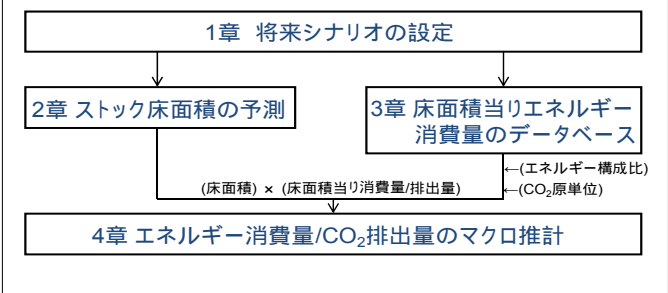 1章 将来シナリオの設定
2章 ストック床面積の予測
3章 床面積当りエネルギー
消費量のデータベース
←(エネルギー構成比)
(床面積) × (床面積当り消費量/排出量)
←(CO₂原単位)
4章 エネルギー消費量/CO₂排出量のマクロ推計